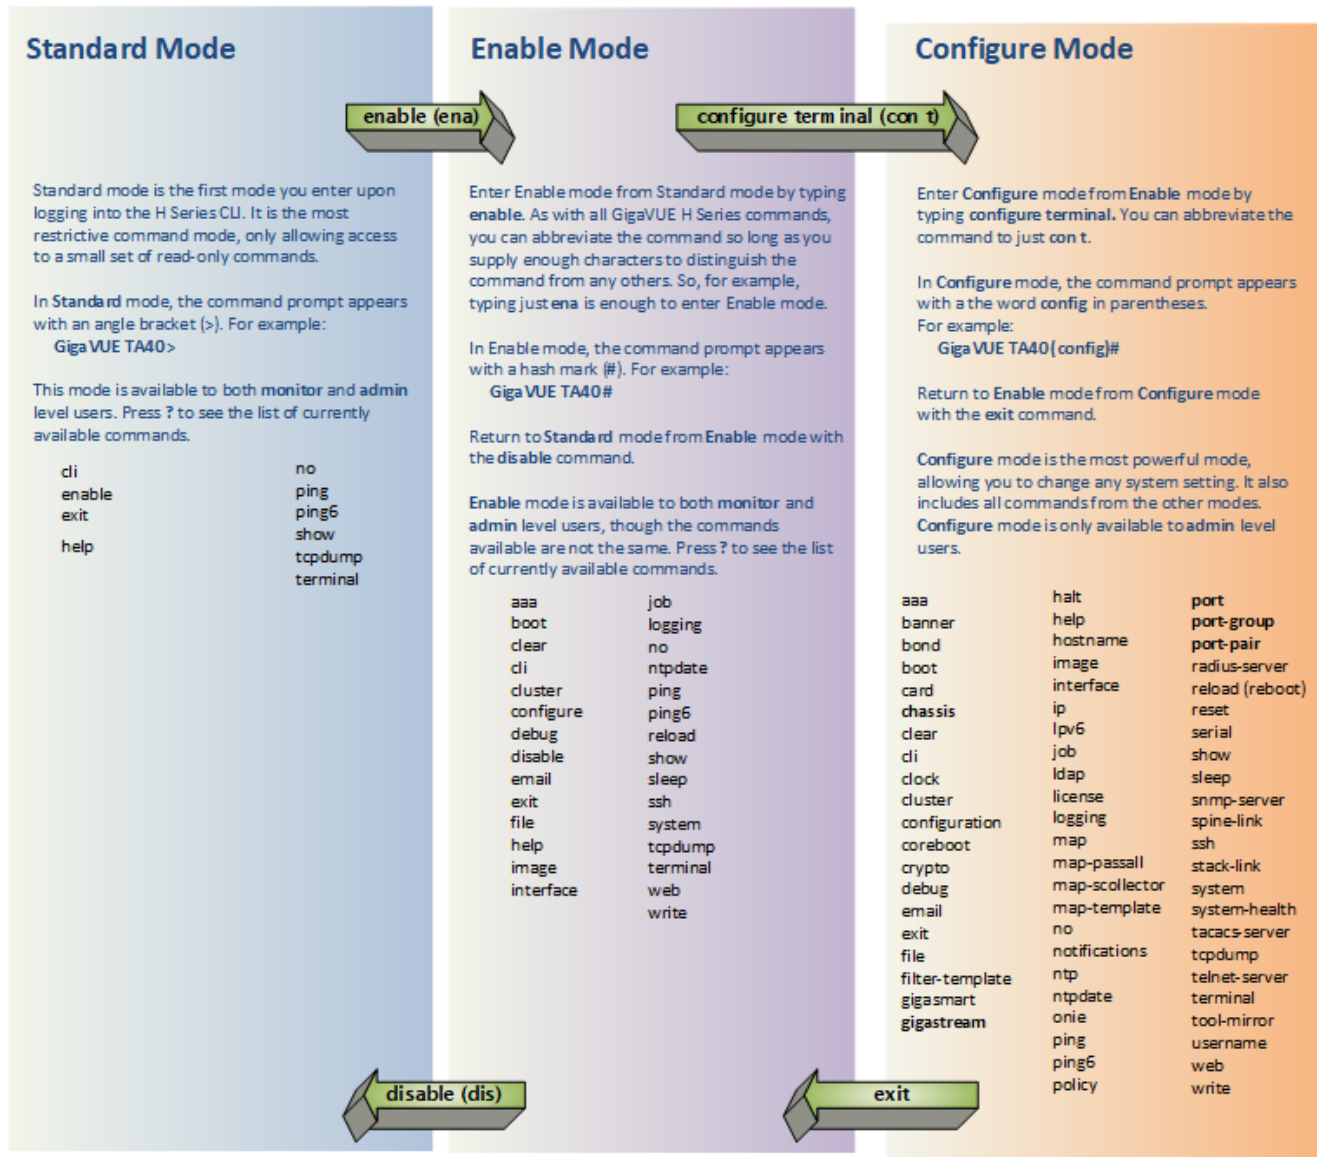 Standard Mode
enable (ena)
Standard mode is the first mode you enter upon
logging into the H Series CLI. It is the most
restrictive command mode, only allowing access
to a small set of read-only commands.
In Standard mode, the command prompt appears
with an angle bracket (>). For example:
GigaVUE TA40>
This mode is available to both monitor and admin
level users. Press ? to see the list of currently
available commands.
cli
enable
exit
help
no
ping
ping6
show
tcpdump
terminal
disable (dis)
Enable Mode
configure terminal (con t)
Enter Enable mode from Standard mode by typing
enable. As with all GigaVUE H Series commands,
you can abbreviate the command so long as you
supply enough characters to distinguish the
command from any others. So, for example,
typing just ena is enough to enter Enable mode.
In Enable mode, the command prompt appears
with a hash mark (#). For example:
GigaVUE TA40#
Return to Standard mode from Enable mode with
the disable command.
Enable mode is available to both monitor and
admin level users, though the commands
available are not the same. Press ? to see the list
of currently available commands.
aaa
boot
clear
cli
cluster
configure
debug
disable
email
exit
file
help
image
interface
job
logging
no
ntpdate
ping
ping6
reload
show
sleep
ssh
system
tcpdump
terminal
web
write
exit
Configure Mode
Enter Configure mode from Enable mode by
typing configure terminal. You can abbreviate the
command to just con t.
In Configure mode, the command prompt appears
with a the word config in parentheses.
For example:
GigaVUE TA40(config)#
Return to Enable mode from Configure mode
with the exit command.
Configure mode is the most powerful mode,
allowing you to change any system setting. It also
includes all commands from the other modes.
Configure mode is only available to admin level
users.
aaa
banner
bond
boot
card
chassis
clear
cli
clock
cluster
configuration
coreboot
crypto
debug
email
exit
file
filter-template
gigasmart
gigastream
halt
help
hostname
image
interface
ip
Ipv6
job
ldap
license
logging
map
map-passall
map-scollector
map-template
no
notifications
ntp
ntpdate
onie
ping
ping6
policy
port
port-group
port-pair
radius-server
reload (reboot)
reset
serial
show
sleep
snmp-server
spine-link
ssh
stack-link
system
system-health
tacacs-server
tcpdump
telnet-server
terminal
tool-mirror
username
web
write